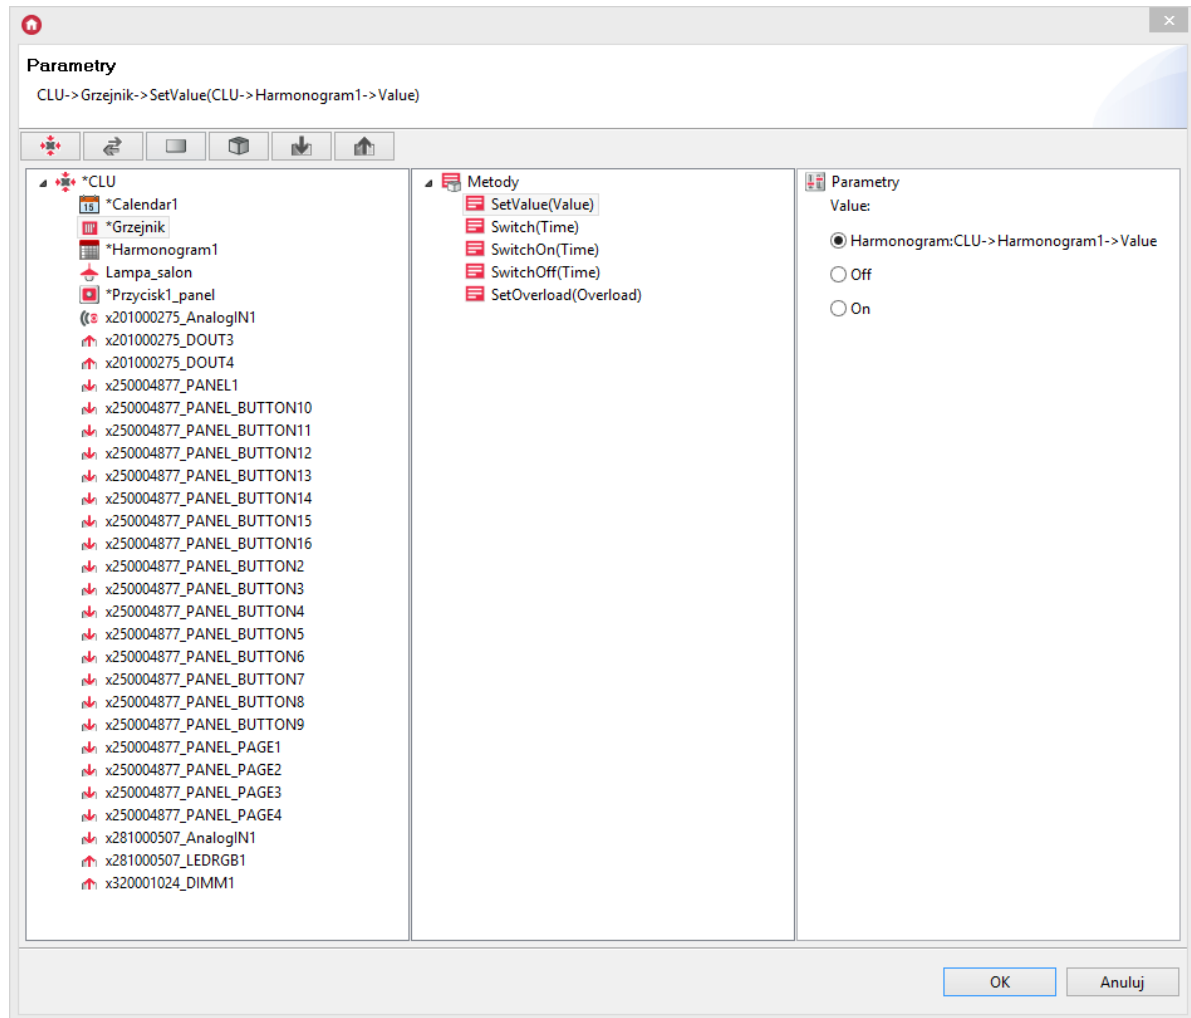 Parametry
CLU->Grzejnik->SetValue(CLU->Harmonogram1->Value)
*CLU
15 *Calendar1
*Grzejnik
*Harmonogram1
Lampa_salon
*Przycisk1_panel
x201000275_AnalogIN1
x201000275_DOUT3
x201000275_DOUT4
x250004877_PANEL1
x250004877_PANEL_BUTTON10
x250004877_PANEL_BUTTON11
x250004877_PANEL_BUTTON12
x250004877_PANEL_BUTTON13
x250004877_PANEL_BUTTON14
x250004877_PANEL_BUTTON15
x250004877_PANEL_BUTTON16
x250004877_PANEL_BUTTON2
x250004877_PANEL_BUTTON3
x250004877_PANEL_BUTTON4
x250004877_PANEL_BUTTON5
x250004877_PANEL_BUTTON6
x250004877_PANEL_BUTTON7
x250004877_PANEL_BUTTON8
x250004877_PANEL_BUTTON9
x250004877_PANEL_PAGE1
x250004877_PANEL_PAGE2
x250004877_PANEL_PAGE3
x250004877_PANEL_PAGE4
x281000507_AnalogIN1
x281000507_LEDRGB1
x320001024_DIMM1
Metody
SetValue(Value)
Switch(Time)
SwitchOn(Time)
SwitchOff(Time)
SetOverload(Overload)
Parametry
Value:
Harmonogram:CLU->Harmonogram1->Value
Off
On
OK
Anuluj